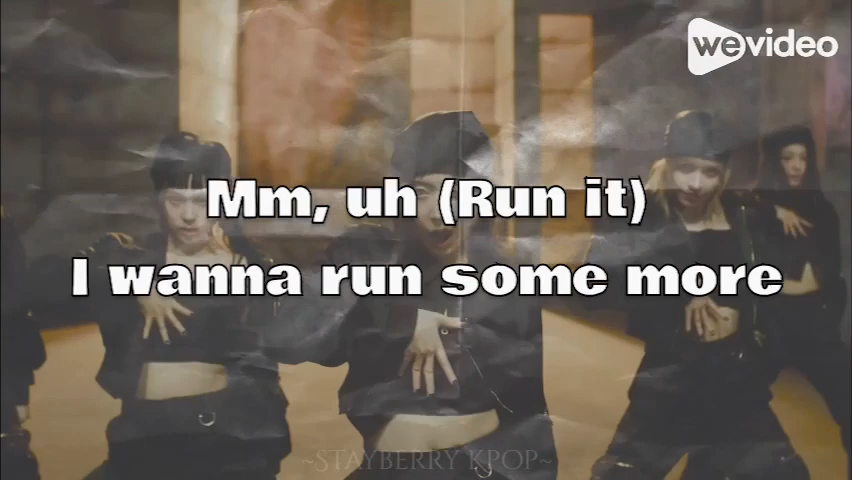 wevideo
Mm, uh (Run it)
I wanna run some more
~STAYBERRY KPOP~